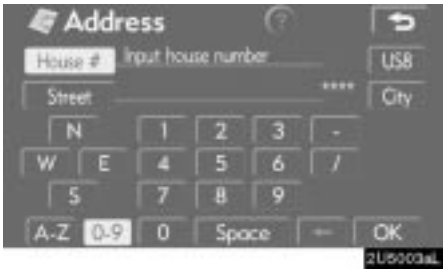 Address ?
House # Input house number US8
Street **** City
N 1 2 3 -
W E 4 5 6 /
S 7 8 9
A-Z 0-9 0 Space ← OK
2U5003aL